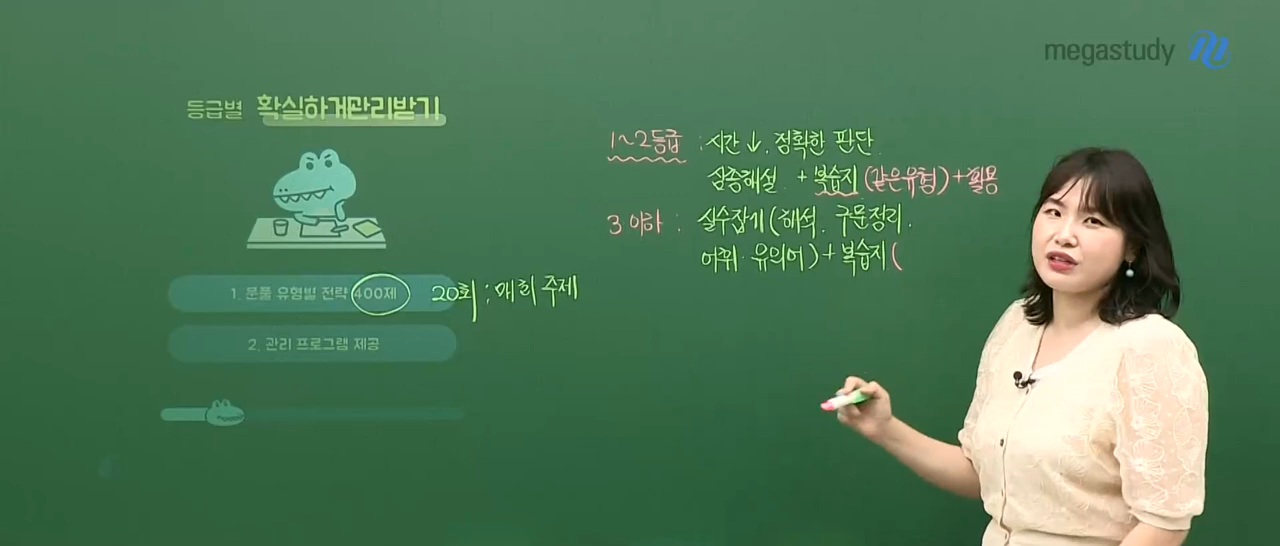 megastudy
등급별 확실하게관리받기
1. 문풀 유형별 전략 400제
20회 ; 매회 주제
2. 관리 프로그램 제공
1~2등급 : 시간↓. 정확한 판단
삼중해설. + 복습지 (같은유형) + 필몽
3 이하 : 실수잡기 (해석. 구문정리.
어휘· 유의어) + 복습지 (